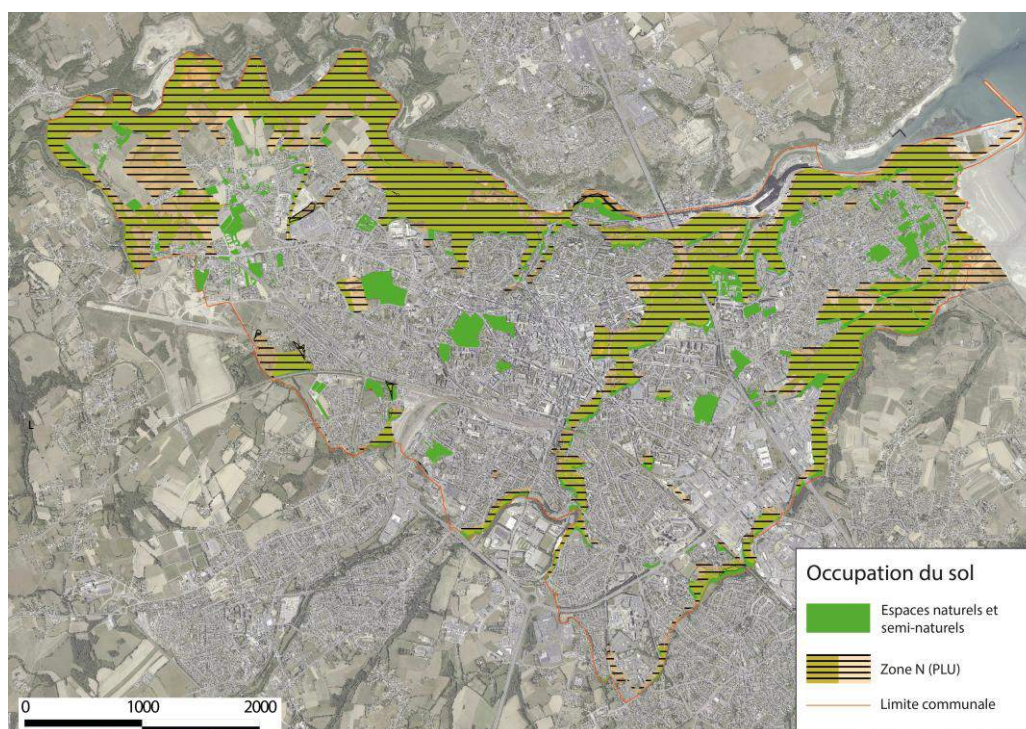 Occupation du sol
Espaces naturels et
semi-naturels
Zone N (PLU)
Limite communale
0 1000 2000